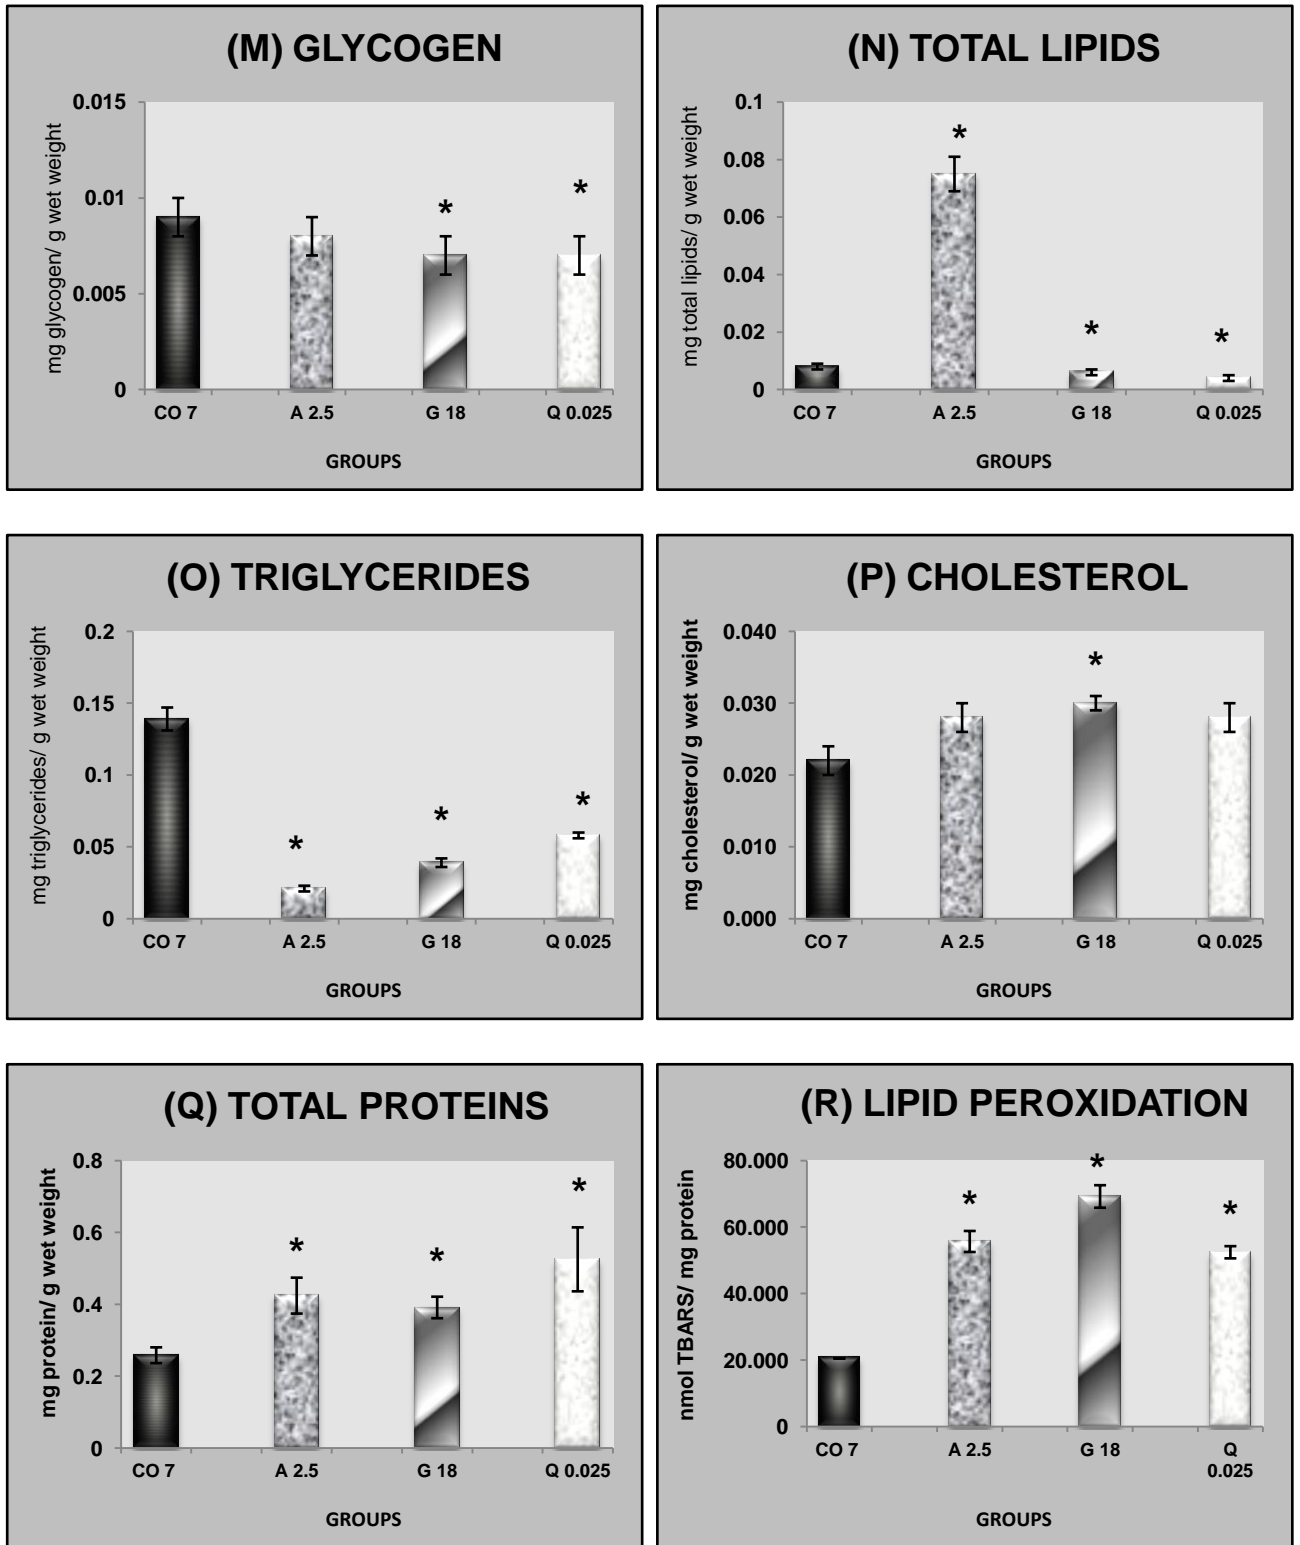 (M) GLYCOGEN
mg glycogen/ g wet weight
0.015
0.01
0.005
0
*
*
CO 7 A 2.5 G 18 Q 0.025
GROUPS
(N) TOTAL LIPIDS
mg total lipids/ g wet weight
0.1
0.08
0.06
0.04
0.02
0
*
*
*
CO 7 A 2.5 G 18 Q 0.025
GROUPS
(O) TRIGLYCERIDES
mg triglycerides/ g wet weight
0.2
0.15
0.1
0.05
0
*
*
*
CO 7 A 2.5 G 18 Q 0.025
GROUPS
(P) CHOLESTEROL
mg cholesterol/ g wet weight
0.040
0.030
0.020
0.010
0.000
*
CO 7 A 2.5 G 18 Q 0.025
GROUPS
(Q) TOTAL PROTEINS
mg protein/ g wet weight
0.8
0.6
0.4
0.2
0
*
*
*
CO 7 A 2.5 G 18 Q 0.025
GROUPS
(R) LIPID PEROXIDATION
nmol TBARS/ mg protein
80.000
60.000
40.000
20.000
0
*
*
*
CO 7 A 2.5 G 18 Q
0.025
GROUPS